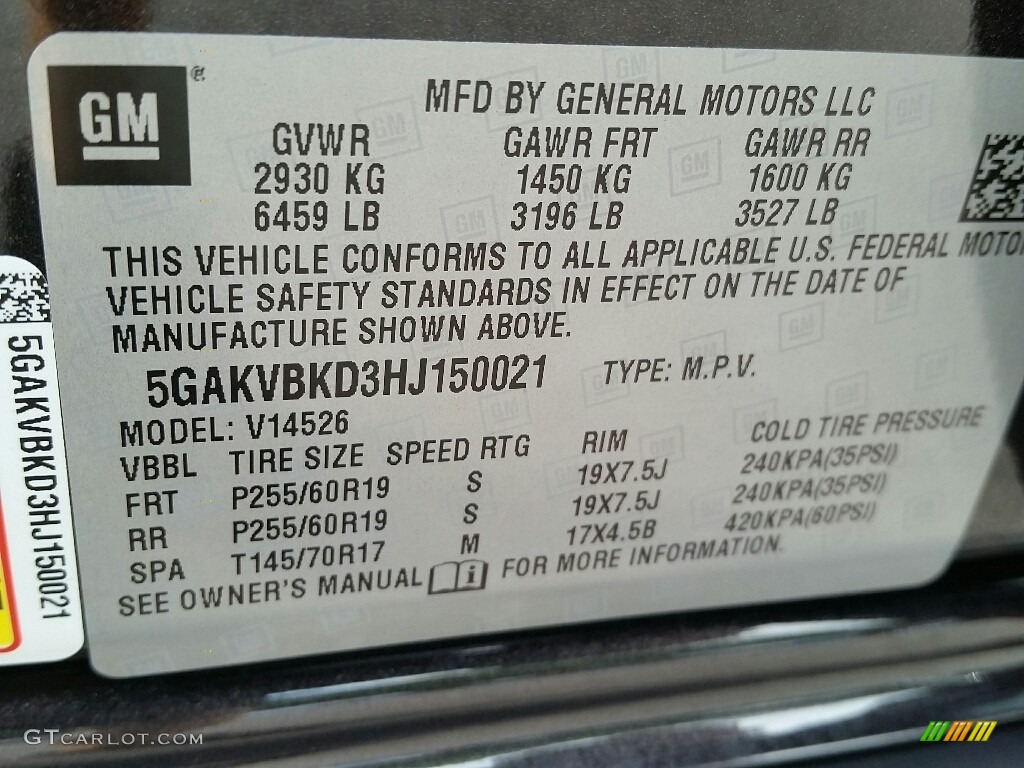 GM ®
MFD BY GENERAL MOTORS LLC
GVWR GAWR FRT GAWR RR
2930 KG 1450 KG 1600 KG
6459 LB 3196 LB 3527 LB
THIS VEHICLE CONFORMS TO ALL APPLICABLE U.S. FEDERAL MOTO
VEHICLE SAFETY STANDARDS IN EFFECT ON THE DATE OF
MANUFACTURE SHOWN ABOVE.
5GAKVBKD3HJ150021 TYPE: M.P.V.
MODEL: V14526
VBBL TIRE SIZE SPEED RTG RIM COLD TIRE PRESSURE
FRT P255/60R19 S 19X7.5J 240KPA(35PSI)
RR P255/60R19 S 19X7.5J 240KPA(35PSI)
SPA T145/70R17 M 17X4.5B 420KPA(60PSI)
SEE OWNER'S MANUAL FOR MORE INFORMATION.
5GAKVBKD3HJ150021
GTCARLOT.COM